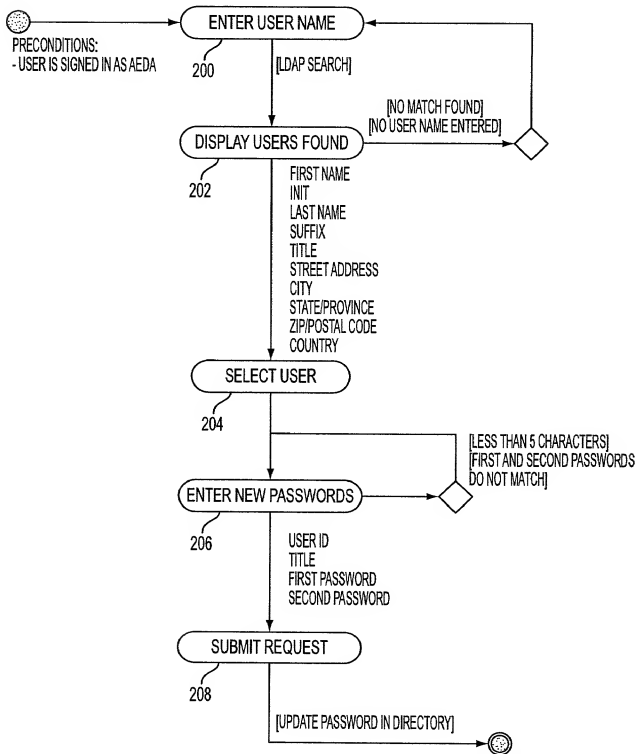 ENTER USER NAME
PRECONDITIONS:
- USER IS SIGNED IN AS AEDA
200
[LDAP SEARCH]
[NO MATCH FOUND]
[NO USER NAME ENTERED]
DISPLAY USERS FOUND
202
FIRST NAME
INIT
LAST NAME
SUFFIX
TITLE
STREET ADDRESS
CITY
STATE/PROVINCE
ZIP/POSTAL CODE
COUNTRY
SELECT USER
204
[LESS THAN 5 CHARACTERS]
[FIRST AND SECOND PASSWORDS
DO NOT MATCH]
ENTER NEW PASSWORDS
206
USER ID
TITLE
FIRST PASSWORD
SECOND PASSWORD
SUBMIT REQUEST
208
[UPDATE PASSWORD IN DIRECTORY]